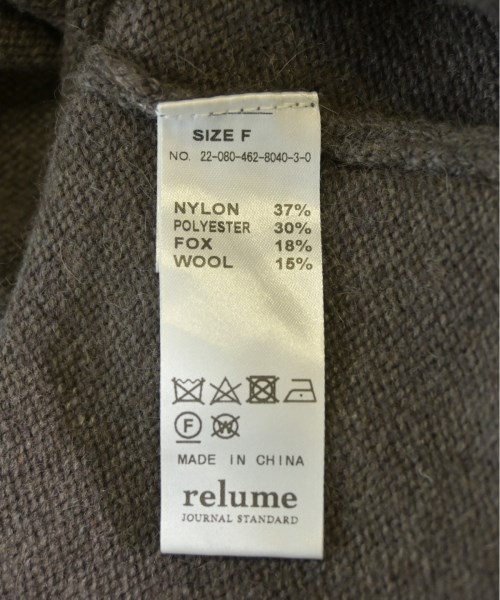 SIZE F
NO. 22-080-462-8040-3-0
NYLON 37%
POLYESTER 30%
FOX 18%
WOOL 15%
F W
MADE IN CHINA
relume
JOURNAL STANDARD